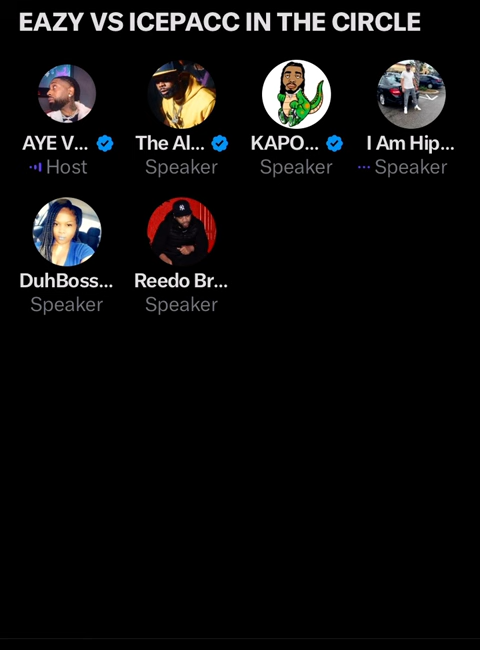 EAZY VS ICEPACC IN THE CIRCLE
AYE V... The Al... KAPO... I Am Hip...
Host Speaker Speaker Speaker
DuhBoss... Reedo Br...
Speaker Speaker